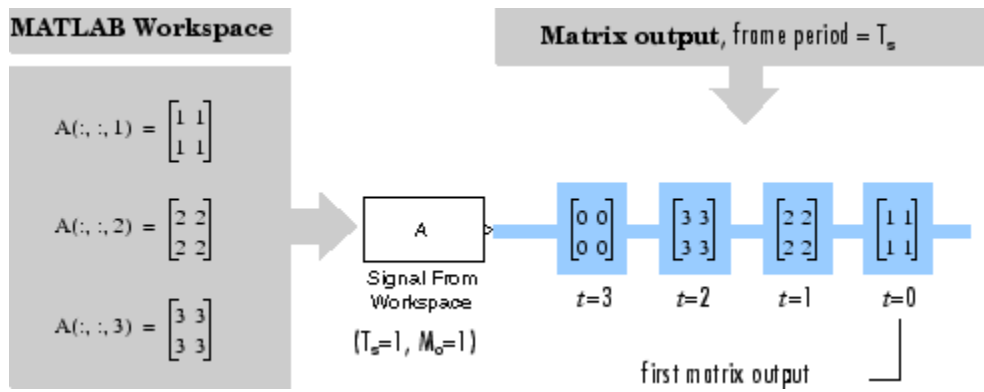 MATLAB Workspace
A(:, :, 1) = [1 1
1 1]
A(:, :, 2) = [2 2
2 2]
A(:, :, 3) = [3 3
3 3]
A
Signal From
Workspace
(Tₛ=1, Mₒ=1)
Matrix output, frame period = Tₛ
[0 0
0 0]
t=3
[3 3
3 3]
t=2
[2 2
2 2]
t=1
[1 1
1 1]
t=0
first matrix output